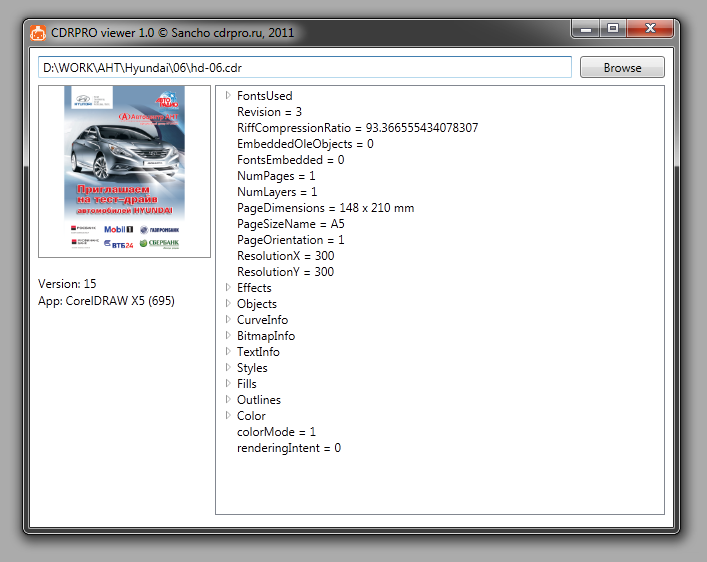 CDRPRO viewer 1.0 © Sancho cdrpro.ru, 2011
D:\WORK\AHT\Hyundai\06\hd-06.cdr
Browse
HYUNDAI
АВТО
РАДИО
Приглашаем
на тест-драйв
автомобилей HYUNDAI
Mobil 1
ГАЗПРОМБАНК
ВТБ24
СБЕРБАНК
Version: 15
App: CorelDRAW X5 (695)
FontsUsed
Revision = 3
RiffCompressionRatio = 93.366555434078307
EmbeddedOleObjects = 0
FontsEmbedded = 0
NumPages = 1
NumLayers = 1
PageDimensions = 148 x 210 mm
PageSizeName = A5
PageOrientation = 1
ResolutionX = 300
ResolutionY = 300
Effects
Objects
CurveInfo
BitmapInfo
TextInfo
Styles
Fills
Outlines
Color
colorMode = 1
renderingIntent = 0